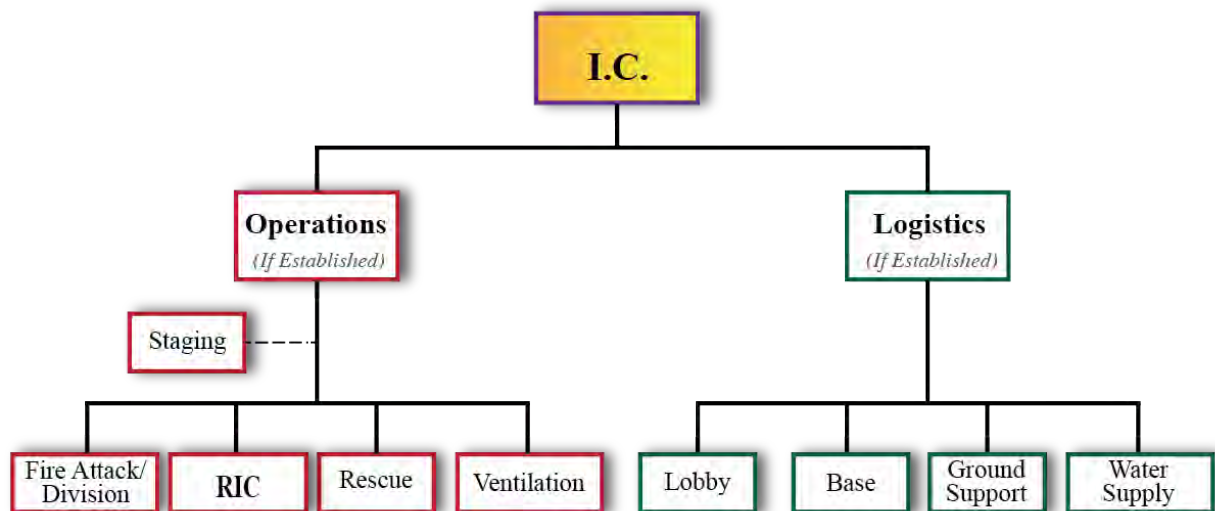 I.C.
Operations
(If Established)
Logistics
(If Established)
Staging
Fire Attack/
Division
RIC
Rescue
Ventilation
Lobby
Base
Ground
Support
Water
Supply